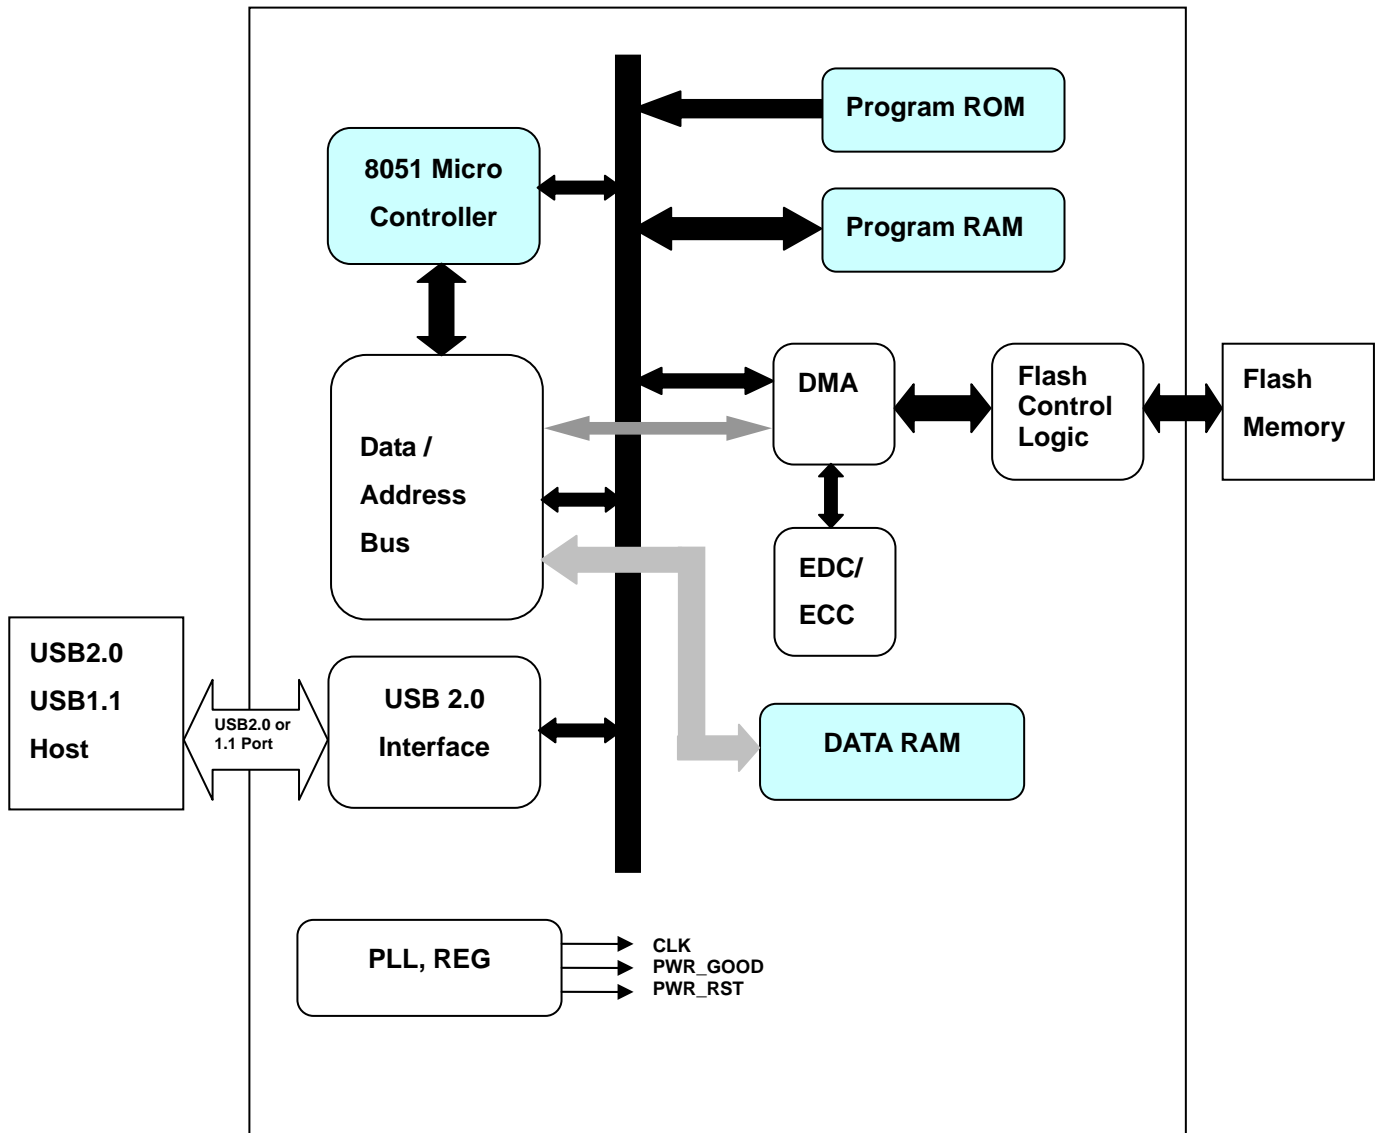 Program ROM
8051 Micro
Controller
Program RAM
DMA
Flash
Control
Logic
Flash
Memory
Data /
Address
Bus
EDC/
ECC
USB2.0
USB1.1
Host
USB2.0 or
1.1 Port
USB 2.0
Interface
DATA RAM
PLL, REG
CLK
PWR_GOOD
PWR_RST